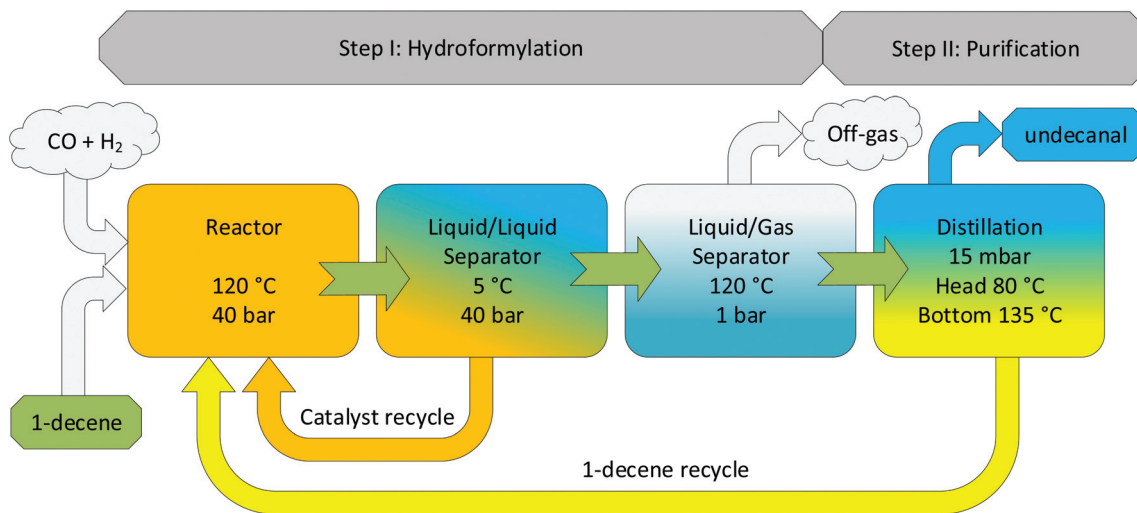 Step I: Hydroformylation
Step II: Purification
CO + H₂
Off-gas
undecanal
Reactor
120 °C
40 bar
Liquid/Liquid
Separator
5 °C
40 bar
Liquid/Gas
Separator
120 °C
1 bar
Distillation
15 mbar
Head 80 °C
Bottom 135 °C
1-decene
Catalyst recycle
1-decene recycle